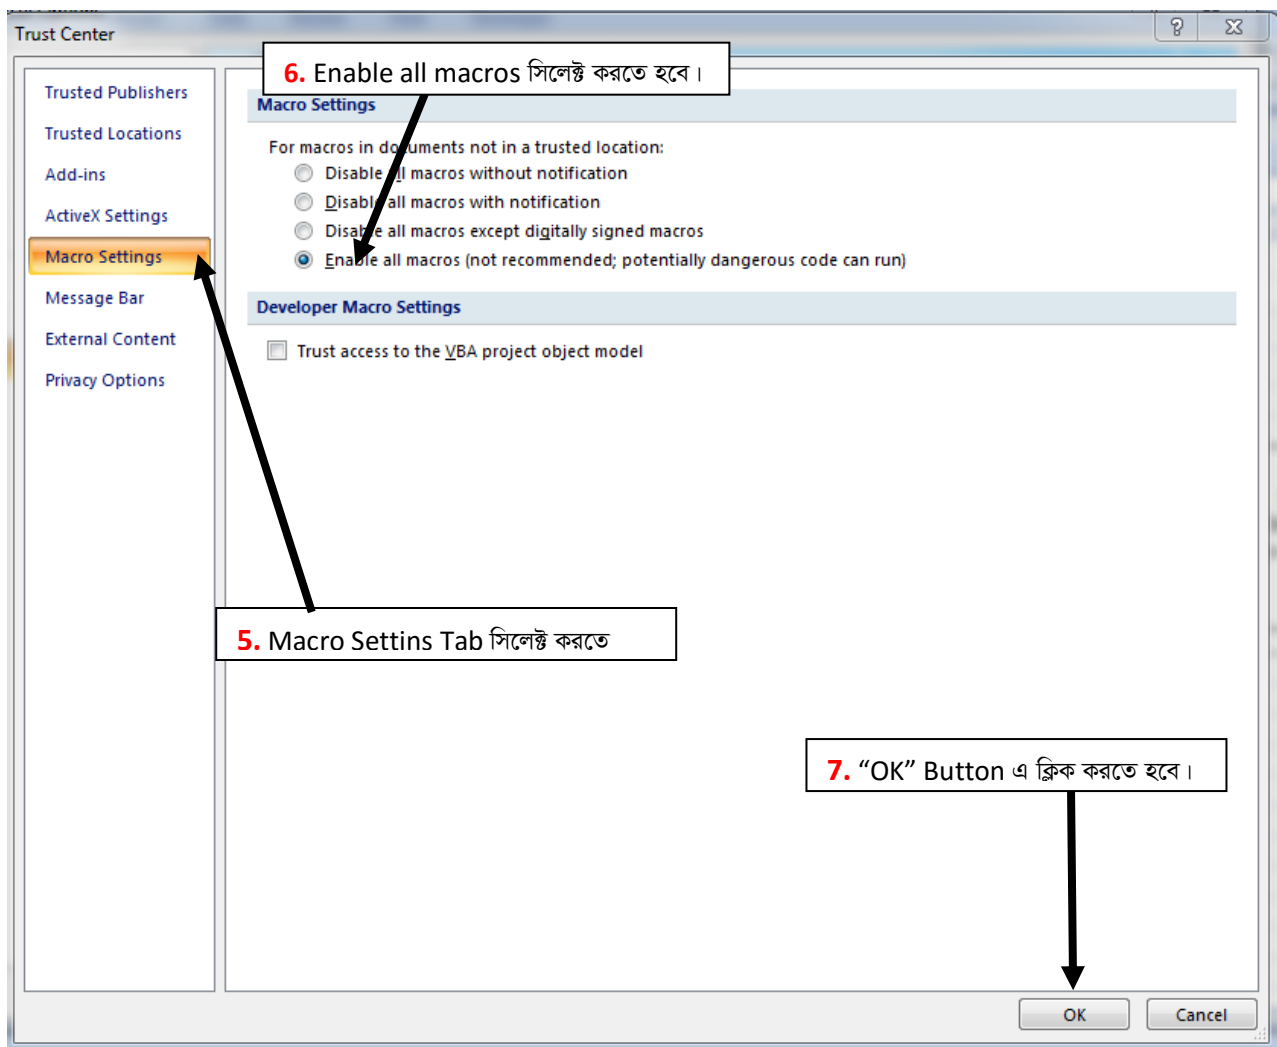 Trust Center
6. Enable all macros সিলেক্ট করতে হবে।
Trusted Publishers
Trusted Locations
Add-ins
ActiveX Settings
Macro Settings
Message Bar
External Content
Privacy Options
Macro Settings
For macros in documents not in a trusted location:
Disable all macros without notification
Disable all macros with notification
Disable all macros except digitally signed macros
Enable all macros (not recommended; potentially dangerous code can run)
Developer Macro Settings
Trust access to the VBA project object model
5. Macro Settins Tab সিলেক্ট করতে
7. “OK” Button এ ক্লিক করতে হবে।
OK
Cancel